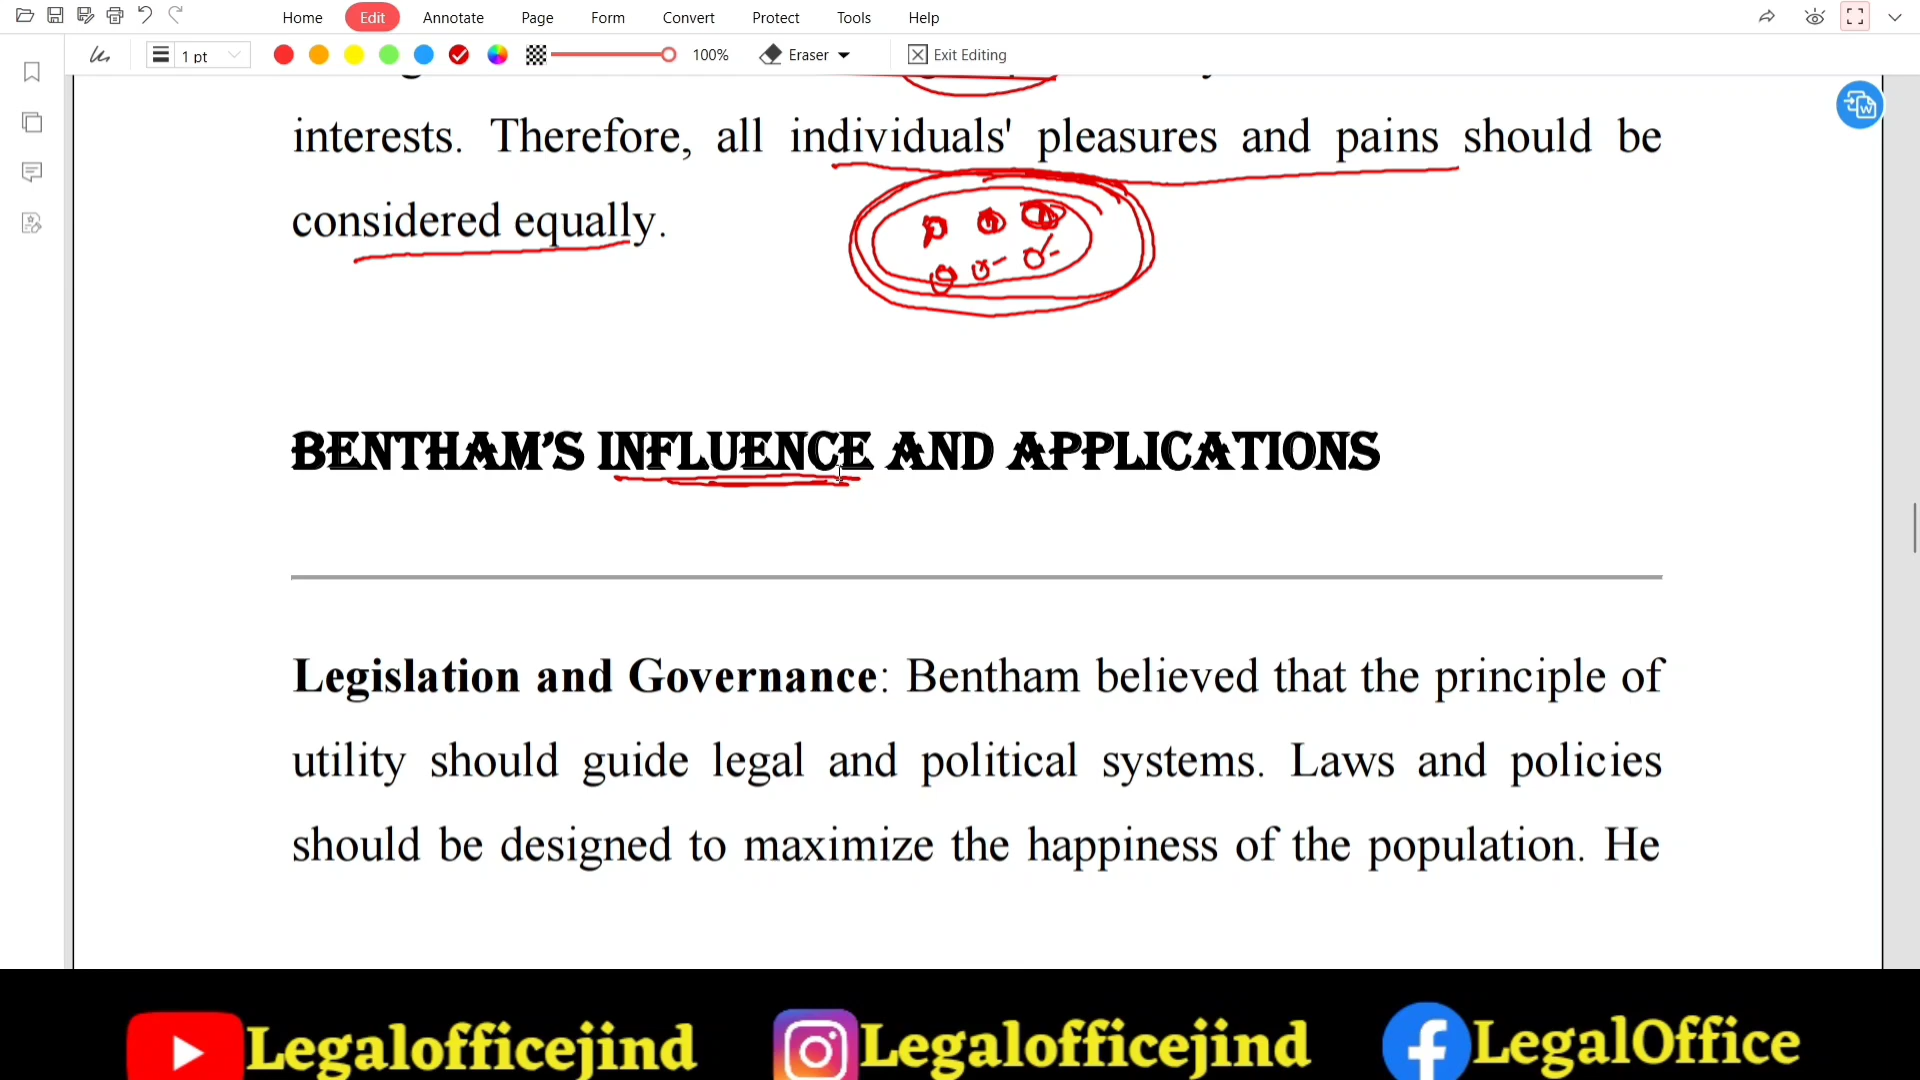 Home Edit Annotate Page Form Convert Protect Tools Help
1 pt 100% Eraser Exit Editing
interests. Therefore, all individuals' pleasures and pains should be
considered equally.
BENTHAM'S INFLUENCE AND APPLICATIONS
Legislation and Governance: Bentham believed that the principle of
utility should guide legal and political systems. Laws and policies
should be designed to maximize the happiness of the population. He
Legalofficejind Legalofficejind LegalOffice